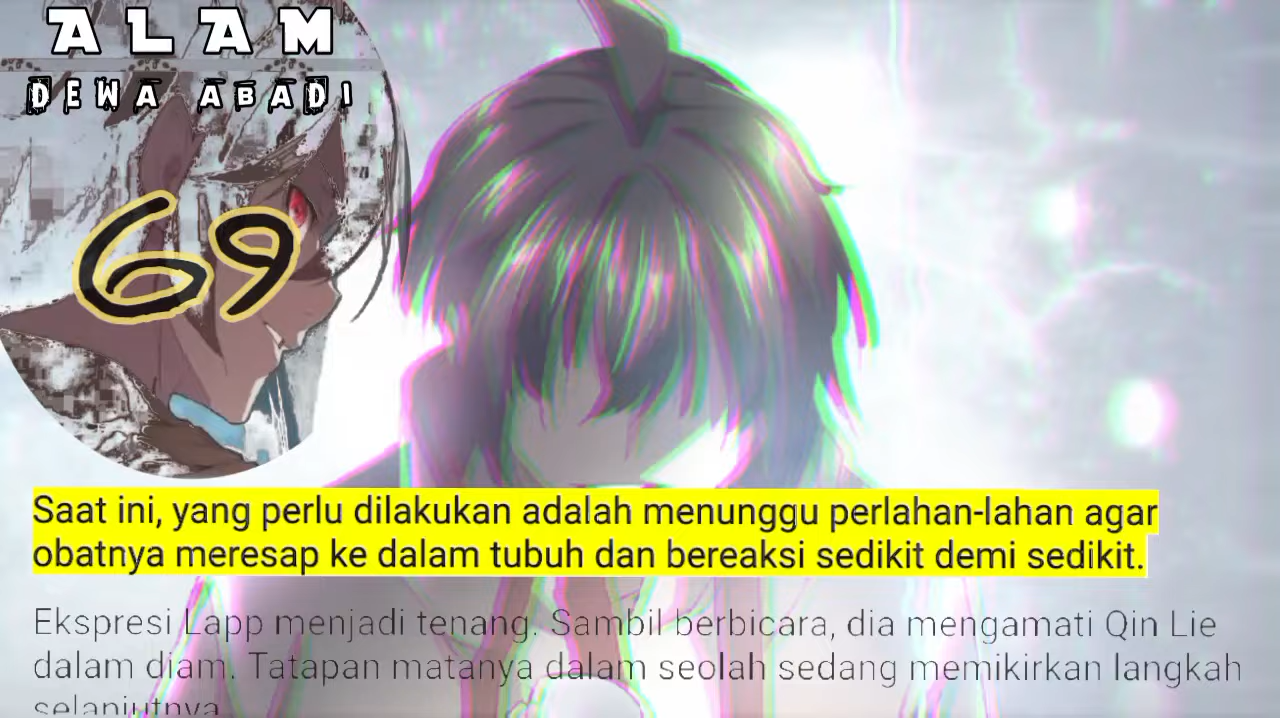 ALAM
DEWA ABADI
69
Saat ini, yang perlu dilakukan adalah menunggu perlahan-lahan agar
obatnya meresap ke dalam tubuh dan bereaksi sedikit demi sedikit.
Ekspresi Lapp menjadi tenang. Sambil berbicara, dia mengamati Qin Lie
dalam diam. Tatapan matanya dalam seolah sedang memikirkan langkah
selanjutnya.